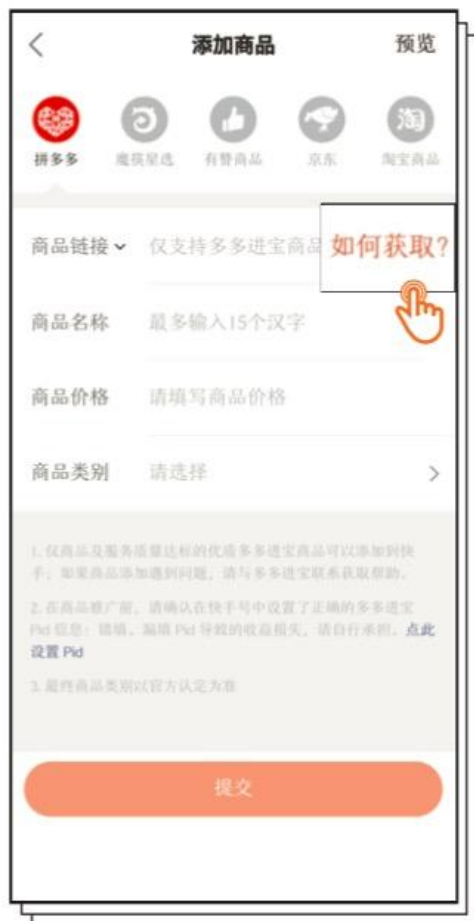 添加商品
预览
拼多多
魔筷星选
有赞商品
京东
淘宝商品
淘
商品链接
仅支持多多进宝商品
如何获取?
商品名称
最多输入15个汉字
商品价格
请填写商品价格
商品类别
请选择
1. 仅商品及服务质量达标的优质多多进宝商品可以添加到快
手；如果商品添加遇到问题，请与多多进宝联系获取帮助。
2. 在商品推广前，请确认在快手号中设置了正确的多多进宝
Pid 信息；错填、漏填 Pid 导致的收益损失，请自行承担。点此
设置 Pid
3. 最终商品类别以官方认定为准
提交